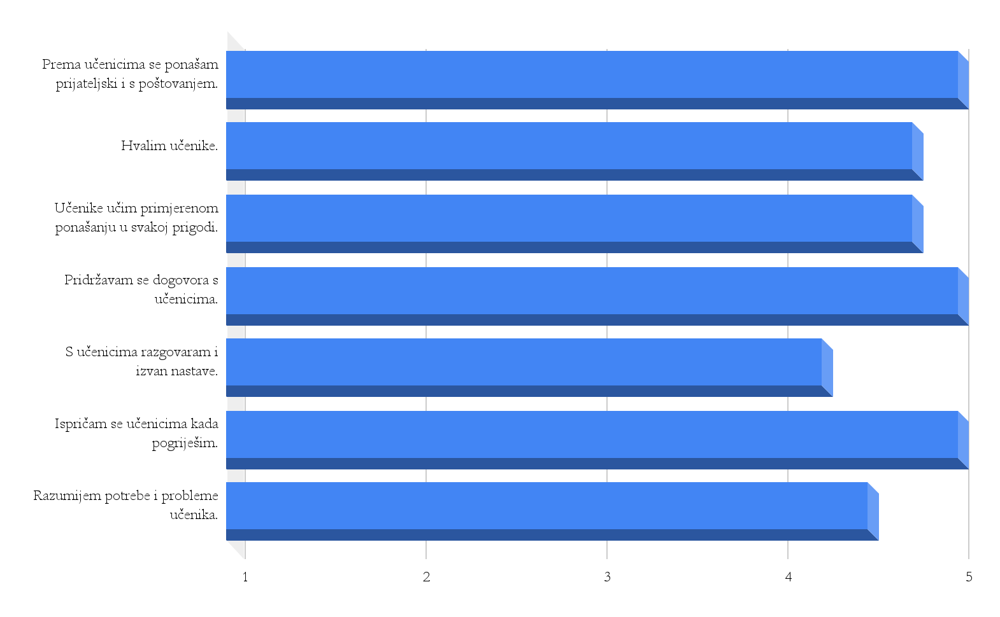 Prema učenicima se ponašam
prijateljski i s poštovanjem.
Hvalim učenike.
Učenike učim primjerenom
ponašanju u svakoj prigodi.
Pridržavam se dogovora s
učenicima.
S učenicima razgovaram i
izvan nastave.
Ispričam se učenicima kada
pogriješim.
Razumijem potrebe i probleme
učenika.
1 2 3 4 5